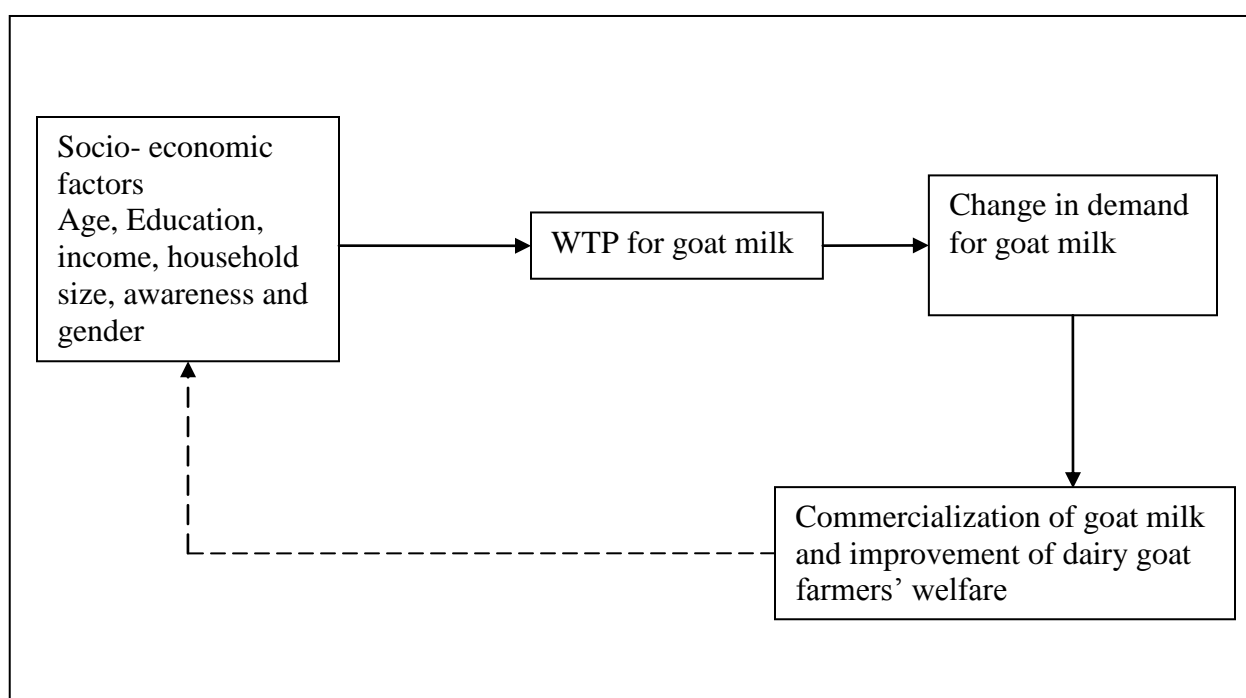 Socio- economic
factors
Age, Education,
income, household
size, awareness and
gender
WTP for goat milk
Change in demand
for goat milk
Commercialization of goat milk
and improvement of dairy goat
farmers’ welfare